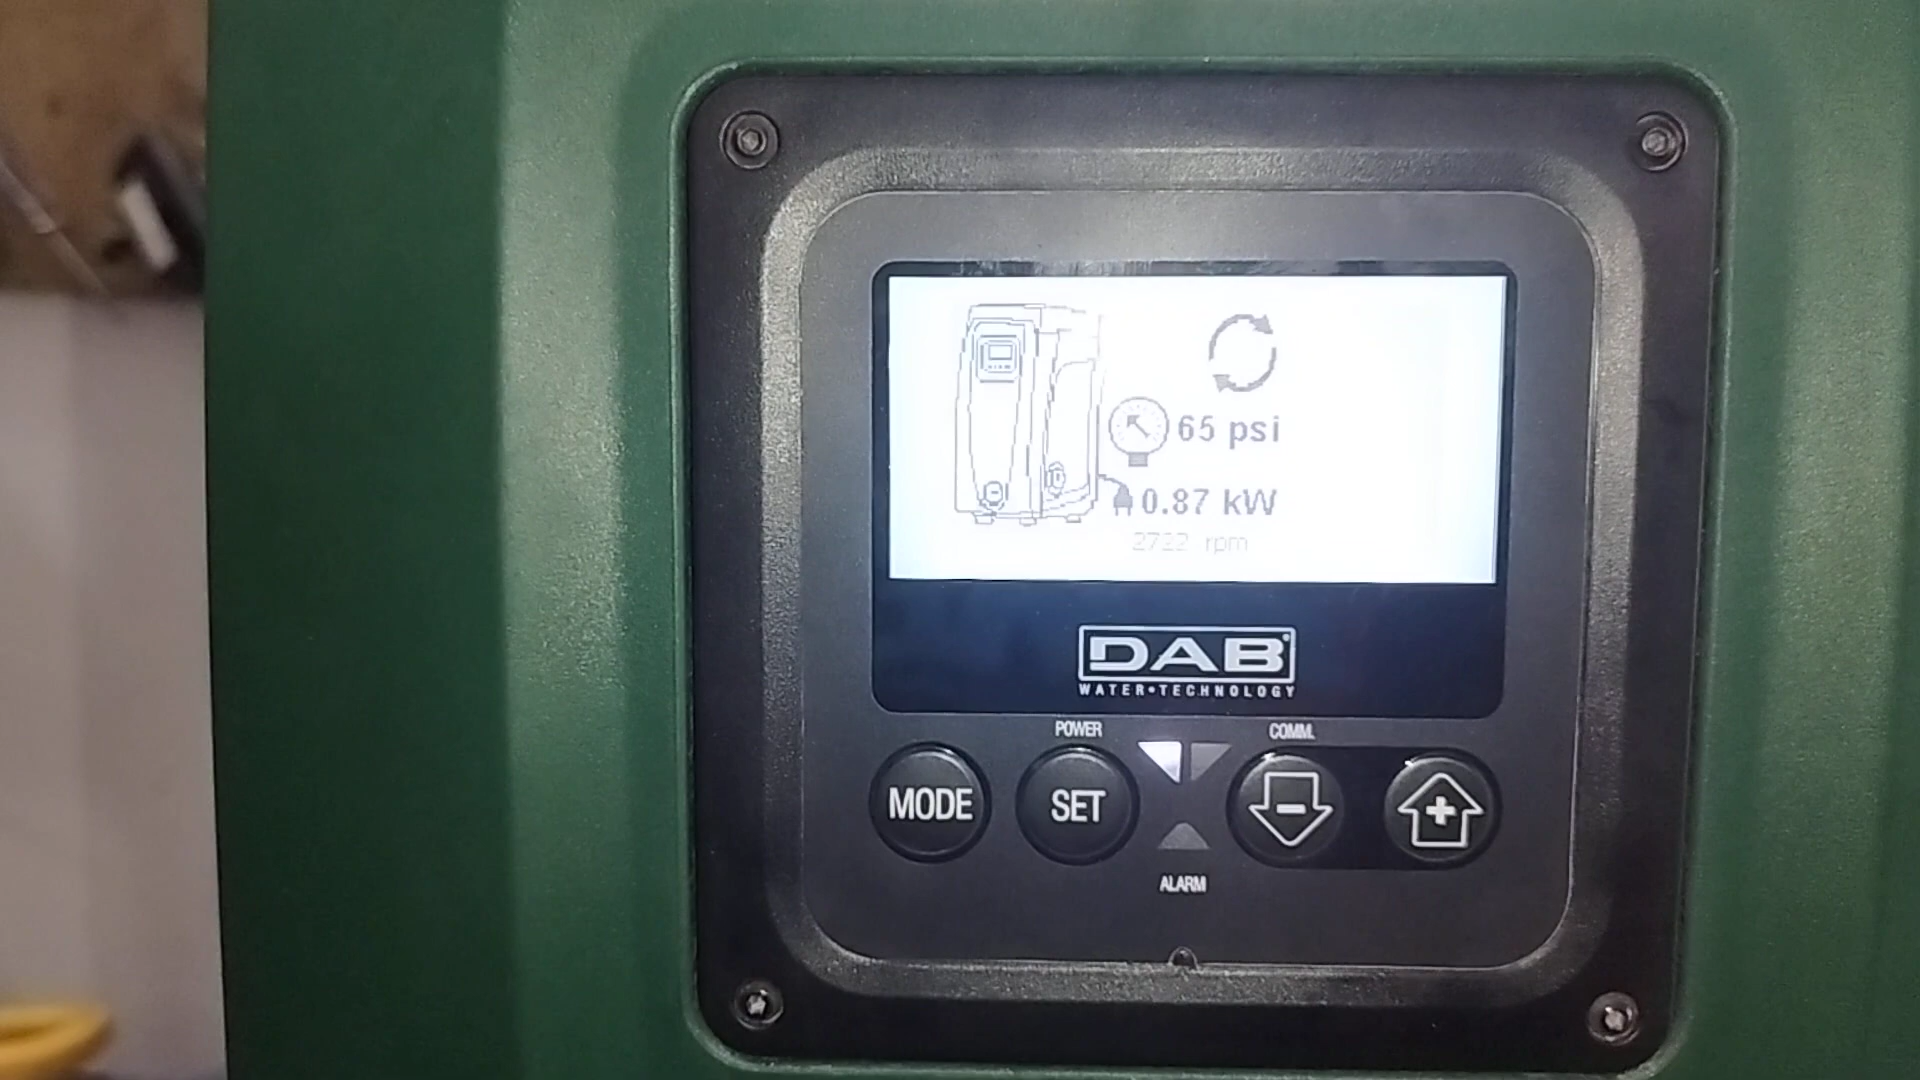 65 psi
0.87 kW
2722 rpm
DAB
WATER•TECHNOLOGY
POWER
COMM.
MODE
SET
-
+
ALARM